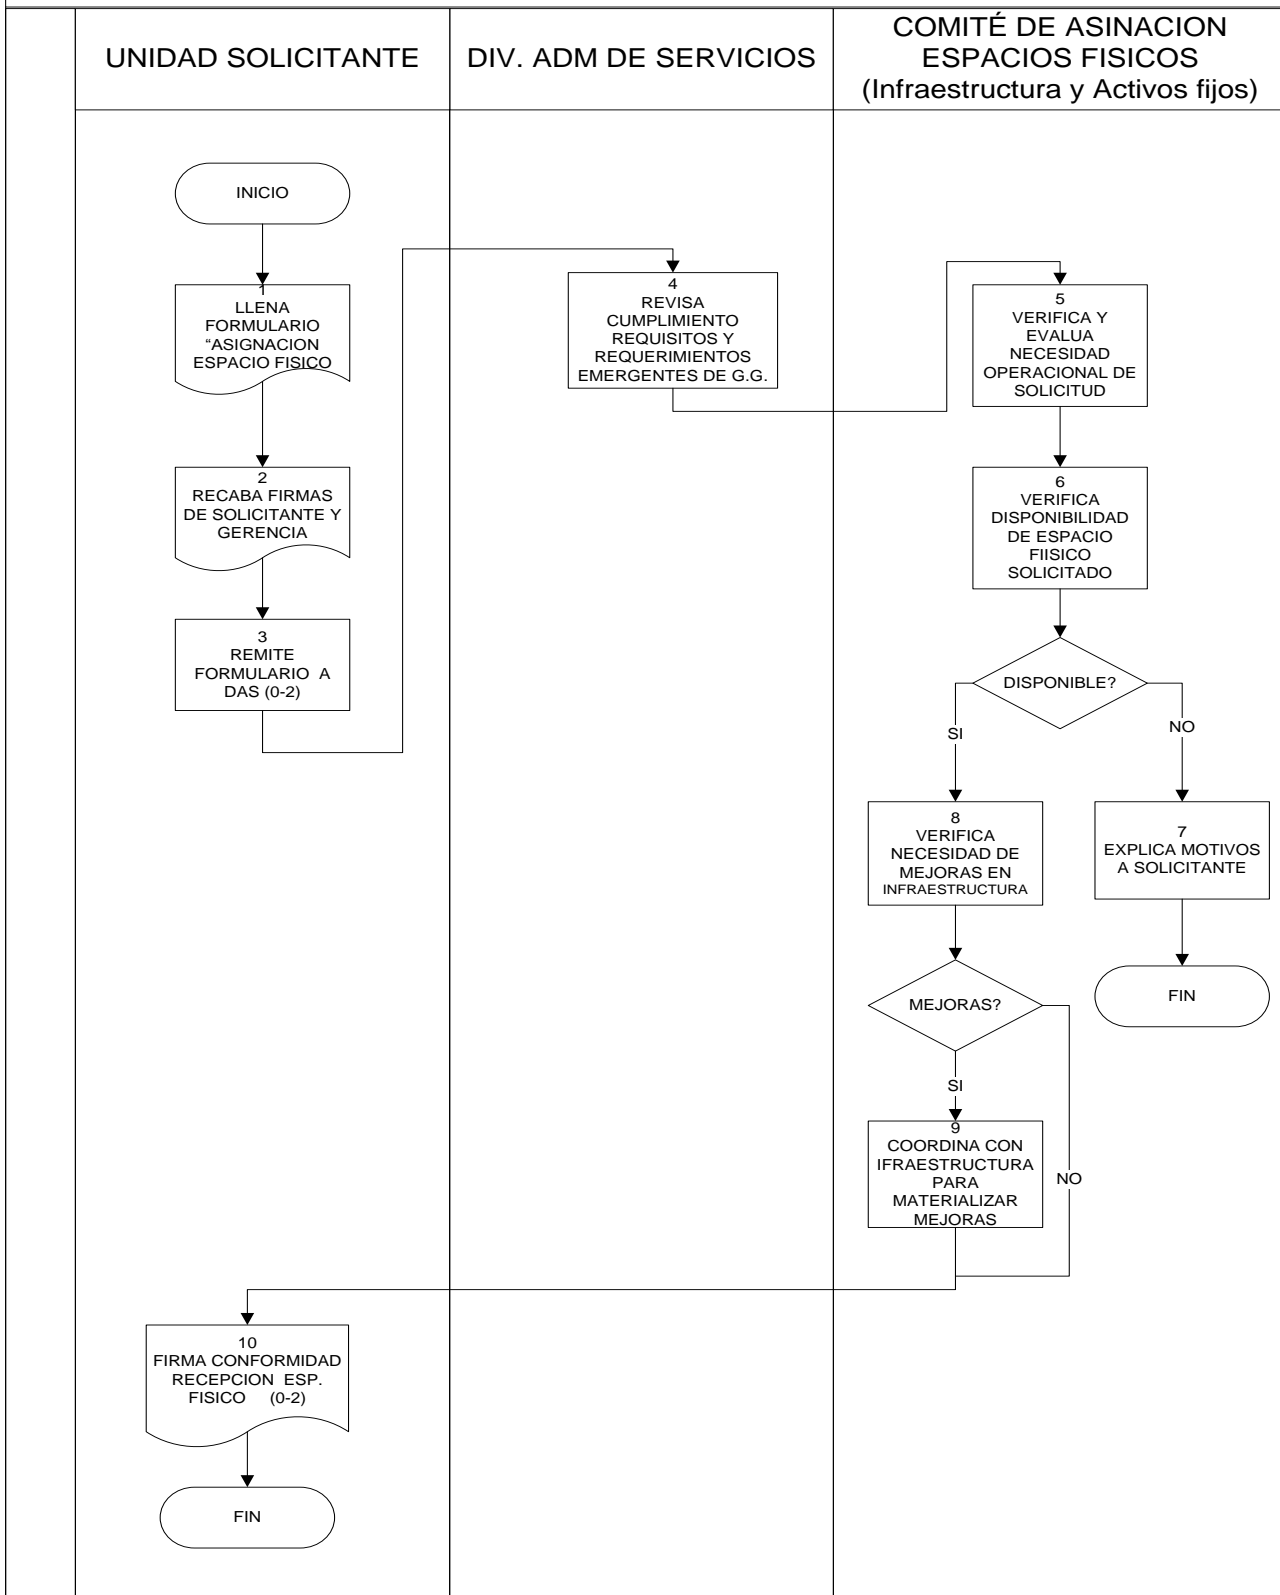 UNIDAD SOLICITANTE
DIV. ADM DE SERVICIOS
COMITÉ DE ASINACION
ESPACIOS FISICOS
(Infraestructura y Activos fijos)
INICIO
1
LLENA
FORMULARIO
“ASIGNACION
ESPACIO FISICO
2
RECABA FIRMAS
DE SOLICITANTE Y
GERENCIA
3
REMITE
FORMULARIO A
DAS (0-2)
4
REVISA
CUMPLIMIENTO
REQUISITOS Y
REQUERIMIENTOS
EMERGENTES DE G.G.
5
VERIFICA Y
EVALUA
NECESIDAD
OPERACIONAL DE
SOLICITUD
6
VERIFICA
DISPONIBILIDAD
DE ESPACIO
FIISICO
SOLICITADO
DISPONIBLE?
SI
NO
8
VERIFICA
NECESIDAD DE
MEJORAS EN
INFRAESTRUCTURA
7
EXPLICA MOTIVOS
A SOLICITANTE
MEJORAS?
FIN
SI
NO
9
COORDINA CON
IFRAESTRUCTURA
PARA
MATERIALIZAR
MEJORAS
10
FIRMA CONFORMIDAD
RECEPCION ESP.
FISICO (0-2)
FIN